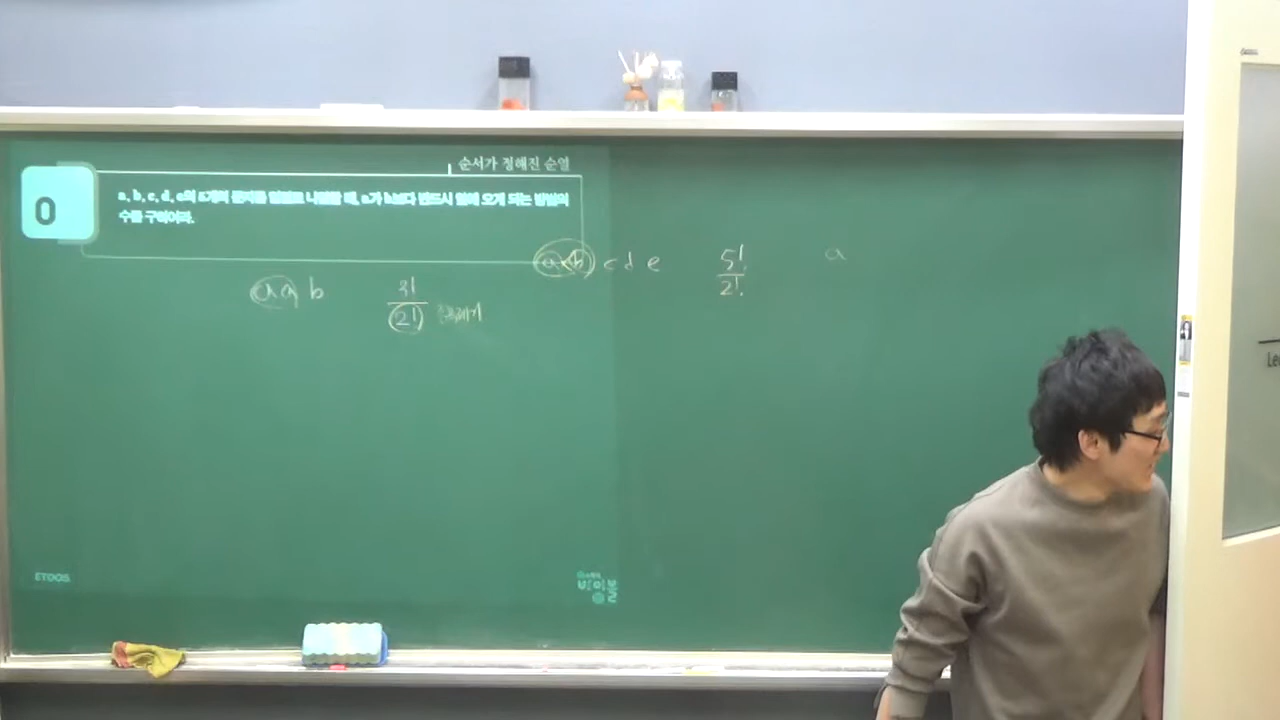 순서가 정해진 순열
0
a, b, c, d, e의 5개의 문자를 일렬로 나열할 때, a가 b보다 반드시 앞에 오게 되는 방법의
수를 구하여라.
a<b c d e
5!
2!
a
a a b
3!
2!
ETOOS
Le